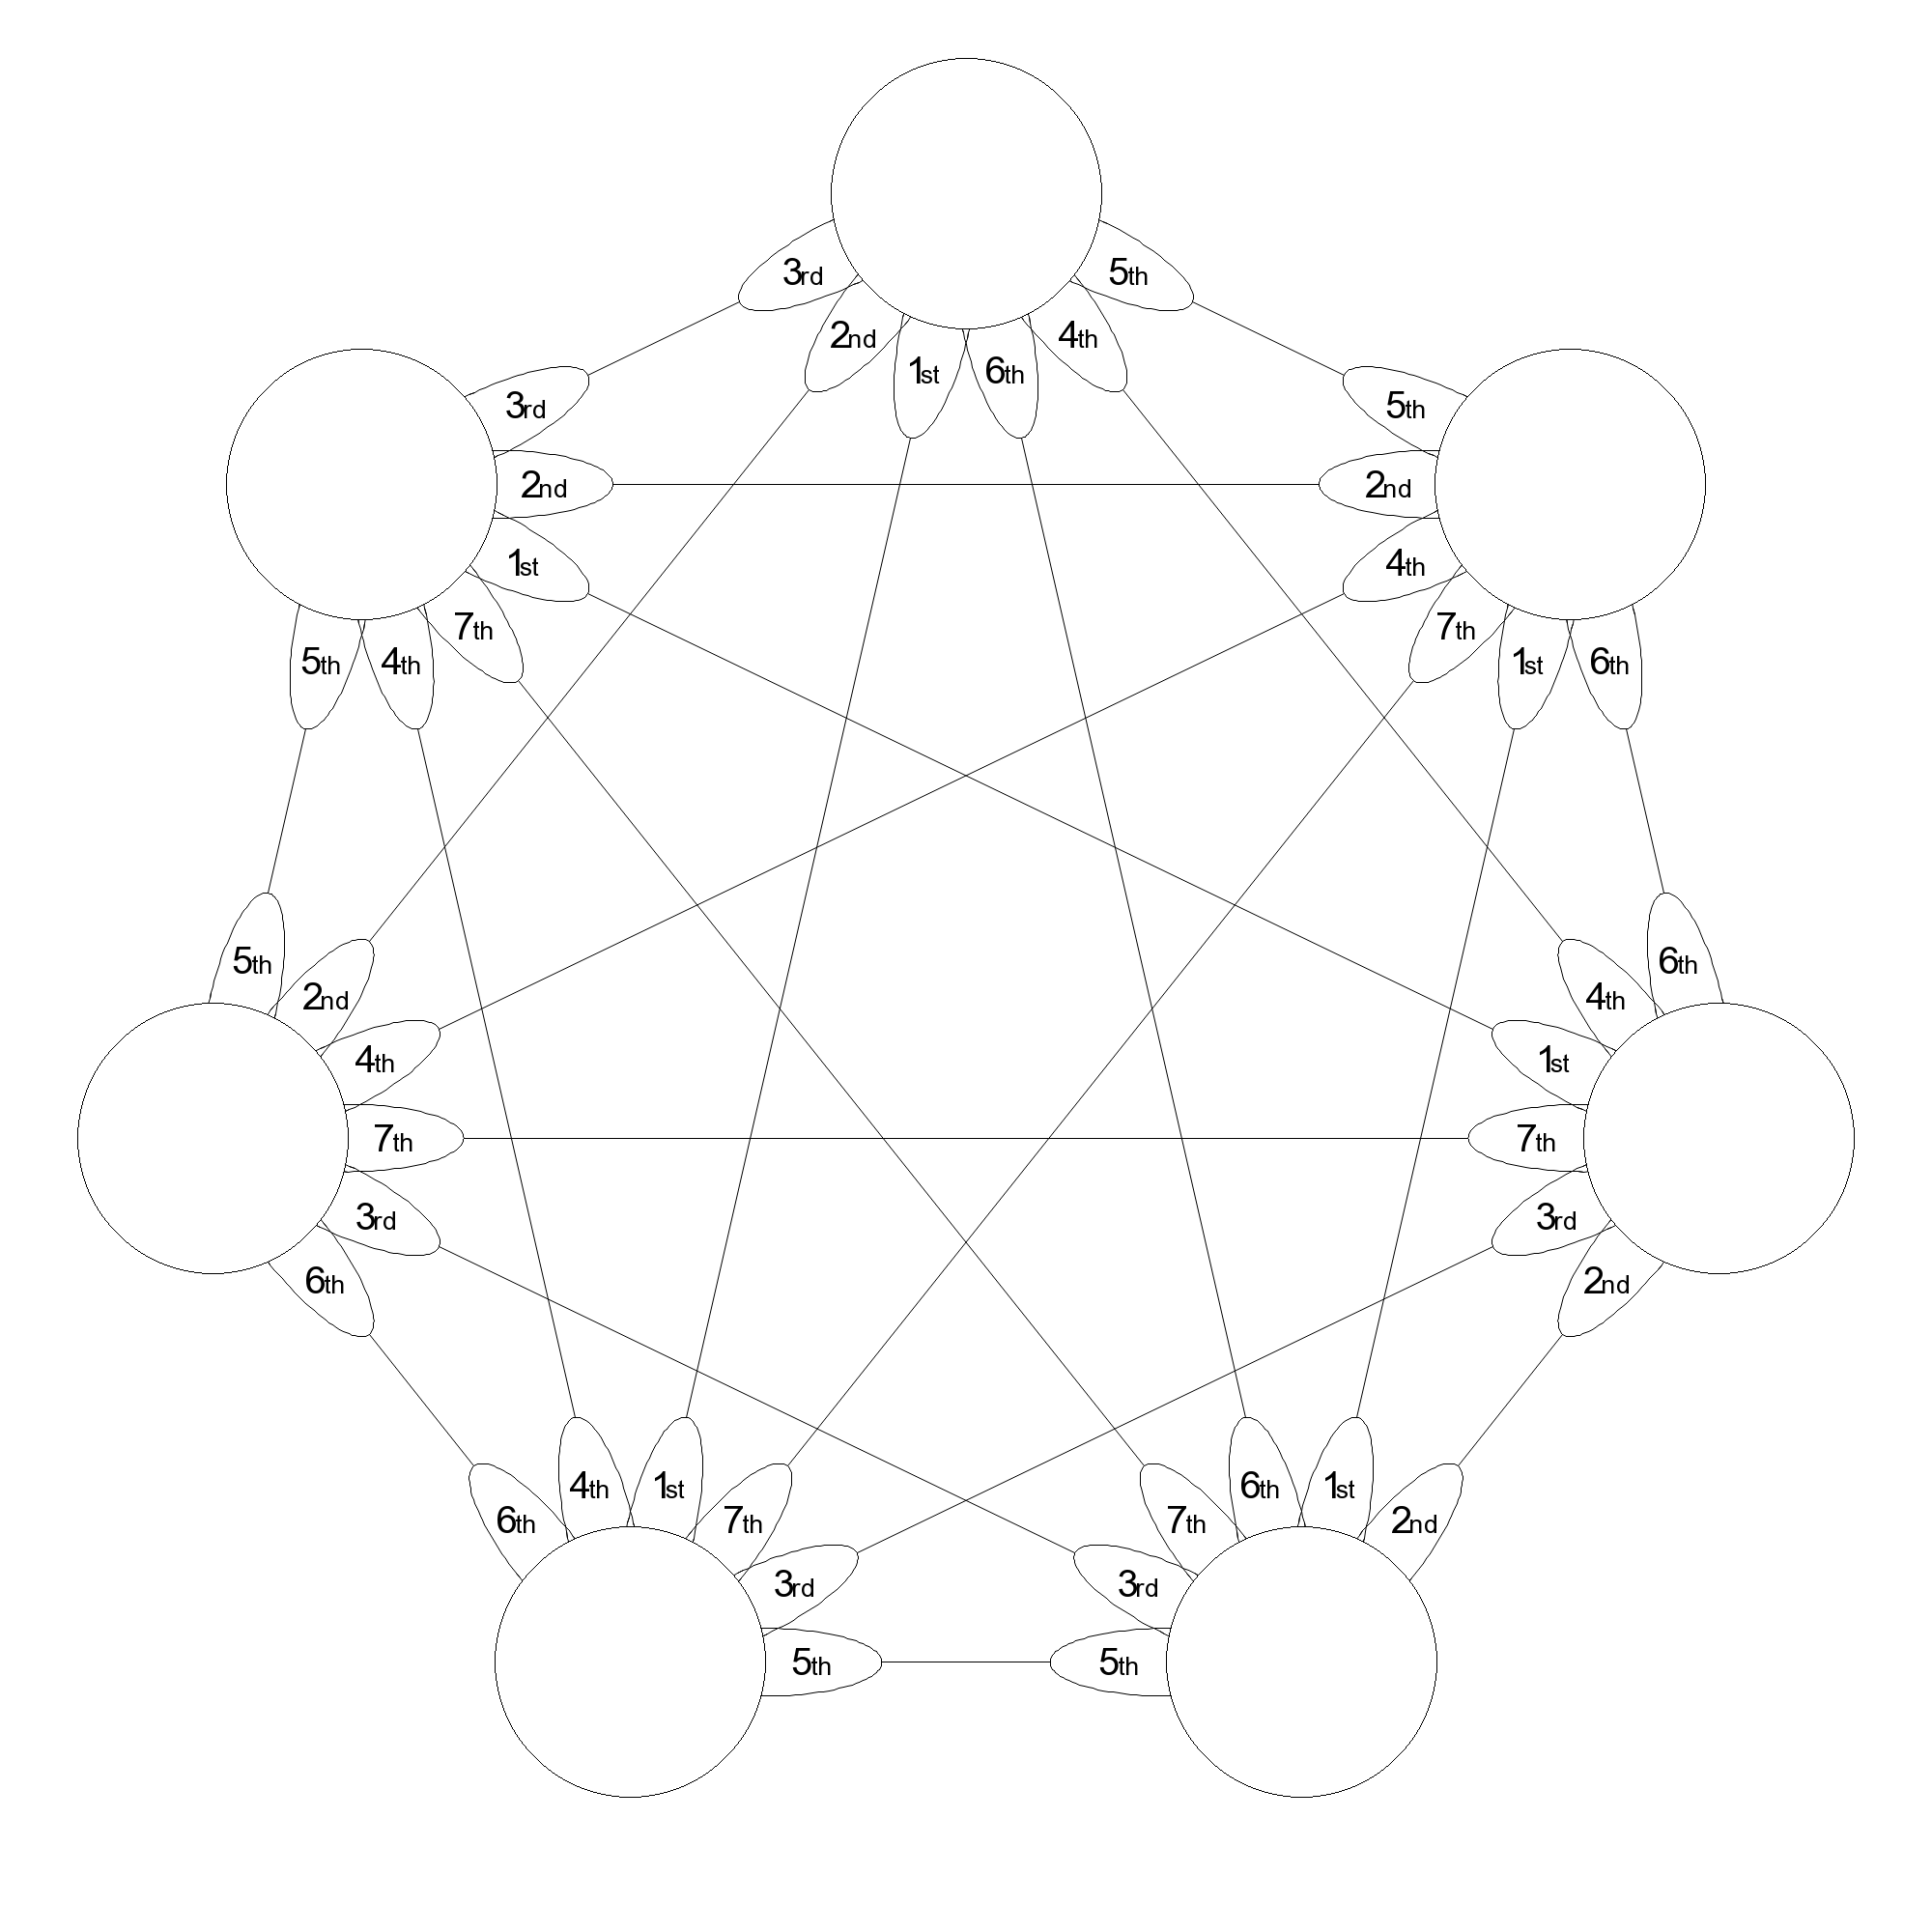 3rd 5th
2nd 1st 6th 4th
3rd 5th
2nd 2nd
1st 4th
7th 7th
5th 4th 1st 6th
5th 6th
2nd 4th
4th 1st
7th 7th
3rd 3rd
6th 2nd
4th 1st 6th 1st
6th 7th 7th 2nd
3rd 3rd
5th 5th